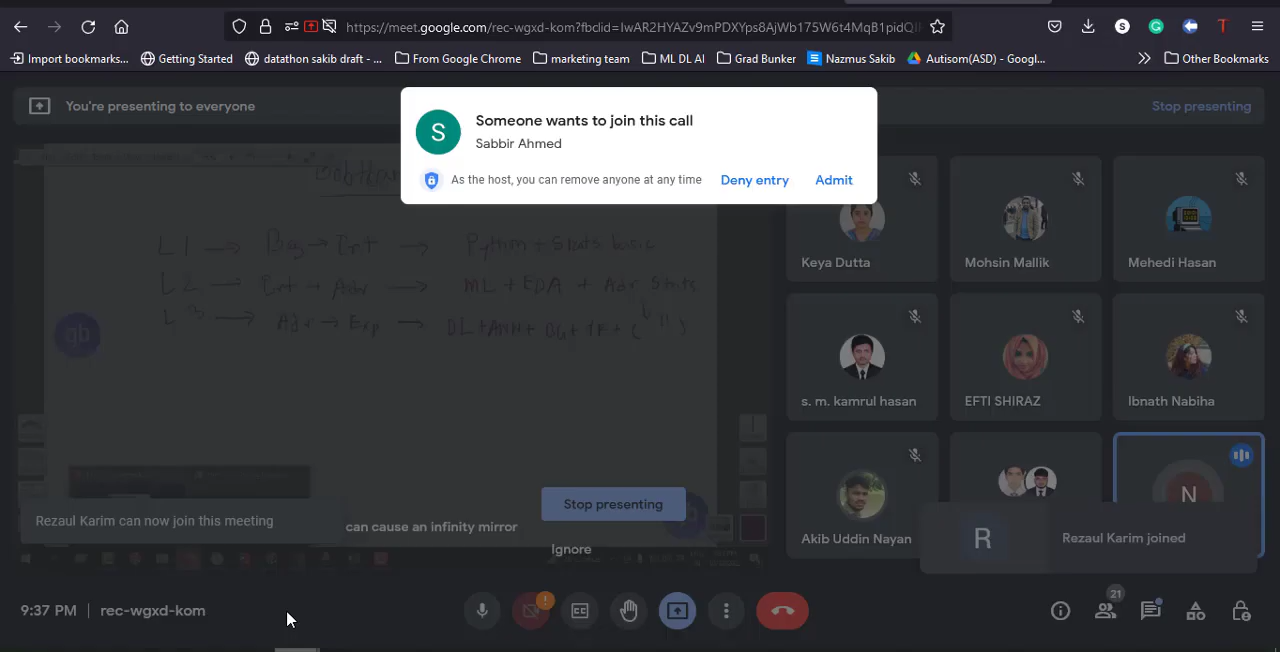 https://meet.google.com/rec-wgxd-kom?fbclid=IwAR2HYAZv9mPDXYps8AjWb175W6t4MqB1pidQI
Import bookmarks...
Getting Started
datathon sakib draft - ...
From Google Chrome
marketing team
ML DL AI
Grad Bunker
Nazmus Sakib
Autisom(ASD) - Googl...
Other Bookmarks
You're presenting to everyone
Stop presenting
S
Someone wants to join this call
Sabbir Ahmed
As the host, you can remove anyone at any time
Deny entry
Admit
L1 → Beg → Int → Python + Stats basic
L2 → Int → Adv → ML + EDA + Adv Stats
→ Adv → Exp → DL + ANN +
gb
Keya Dutta
Mohsin Mallik
Mehedi Hasan
s. m. kamrul hasan
EFTI SHIRAZ
Ibnath Nabiha
Akib Uddin Nayan
N
Rezaul Karim can now join this meeting
can cause an infinity mirror
Stop presenting
Ignore
R
Rezaul Karim joined
9:37 PM | rec-wgxd-kom
21